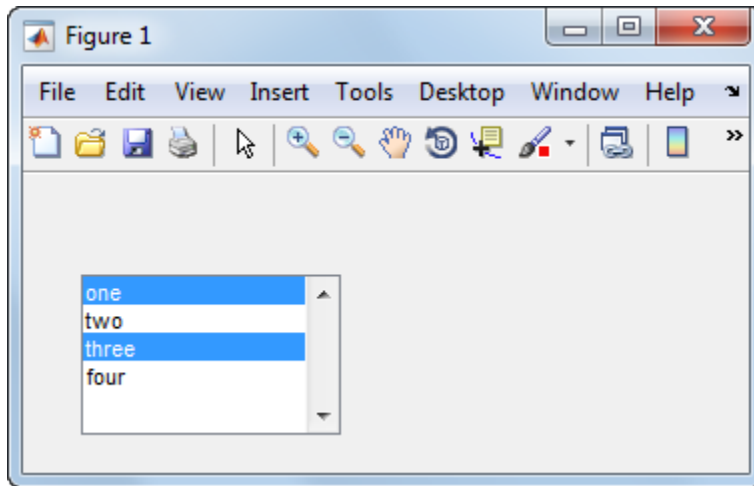 Figure 1
File Edit View Insert Tools Desktop Window Help
one
two
three
four